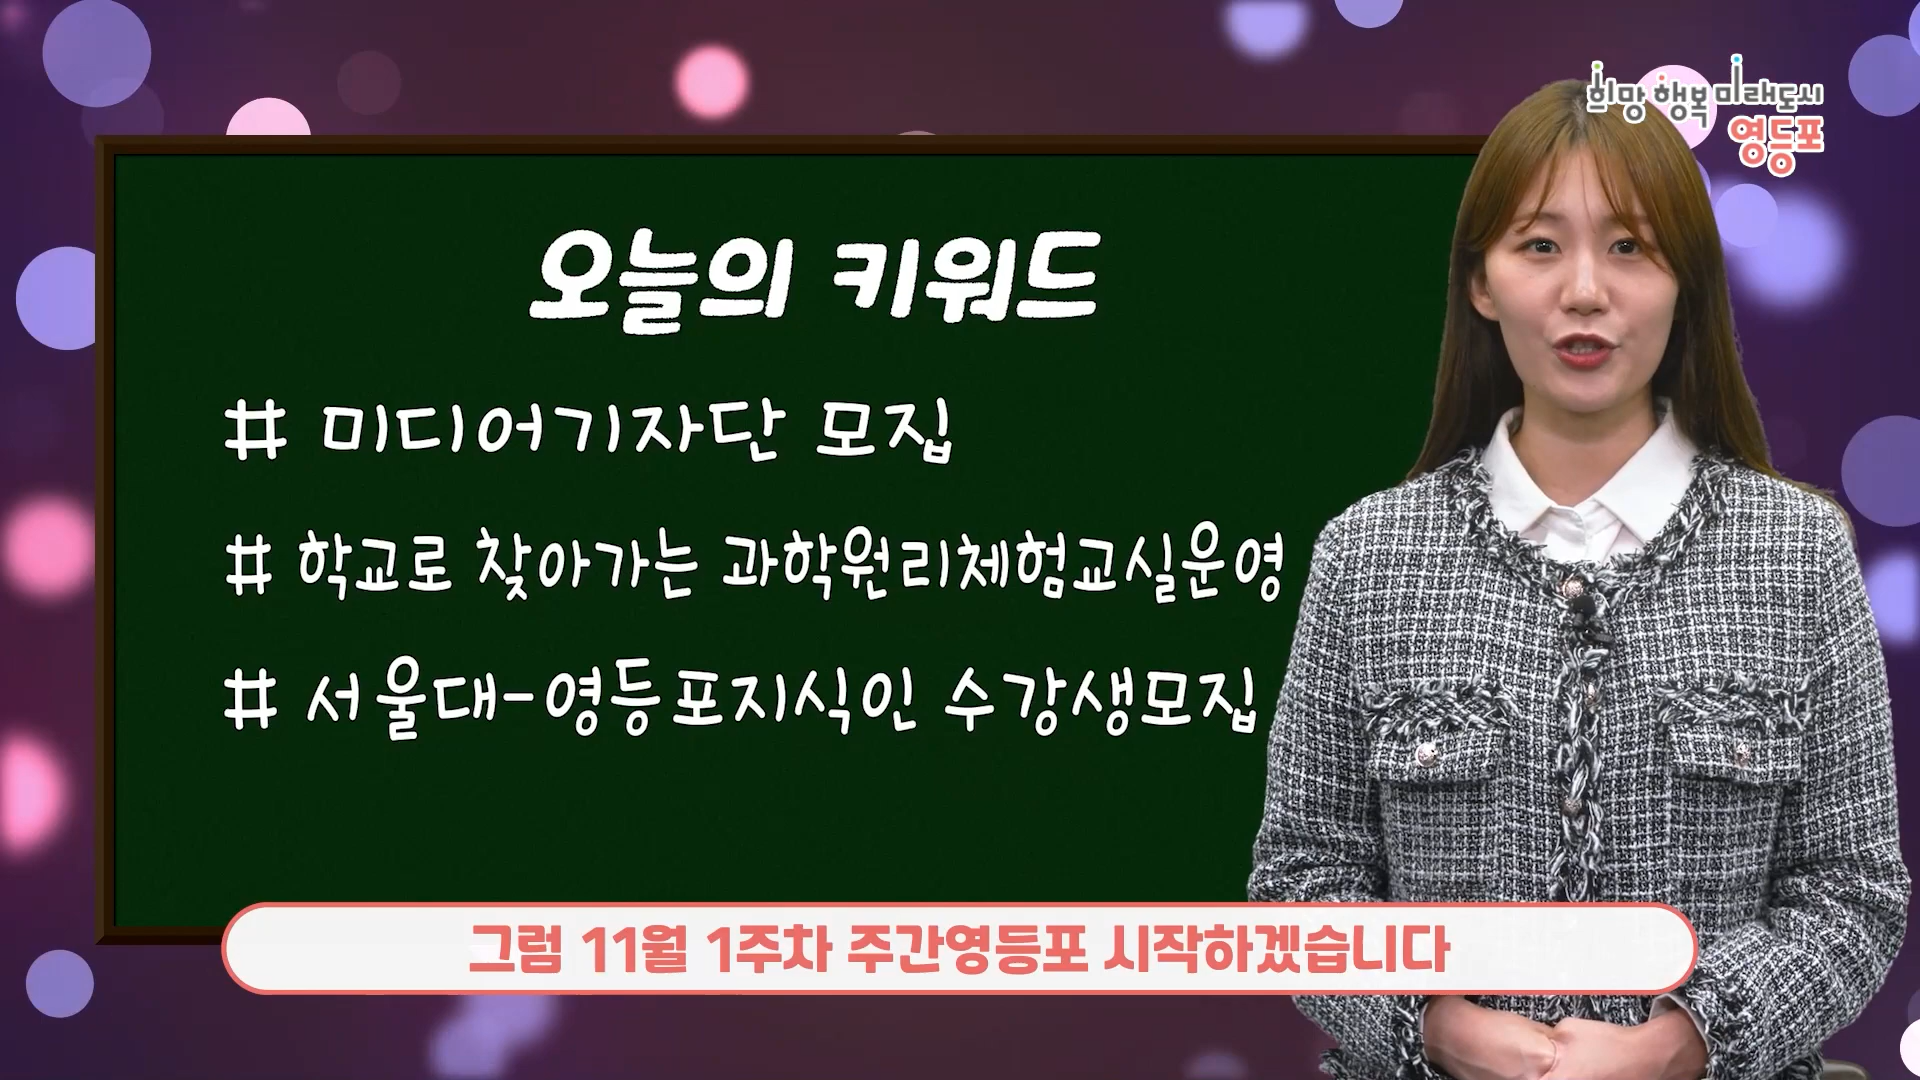 희망 행복 미래도시
영등포
오늘의 키워드
# 미디어기자단 모집
# 학교로 찾아가는 과학원리체험교실운영
# 서울대-영등포지식인 수강생모집
그럼 11월 1주차 주간영등포 시작하겠습니다